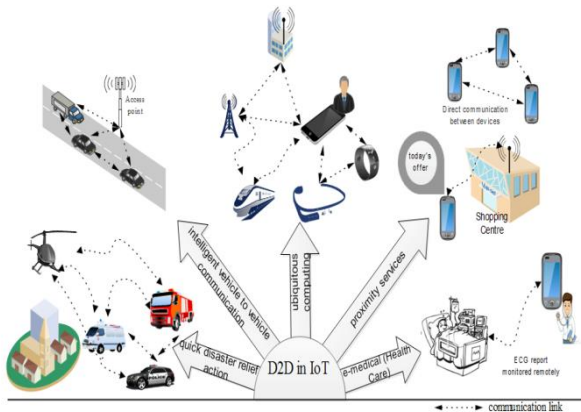 Access
point
Direct communication
between devices
today's
offer
Shopping
Centre
intelligent vehicle to vehicle
communication
ubiquitous
computing
proximity services
quick disaster relief
action
D2D in IoT
e-medical (Health
Care)
POLICE
ECG report
monitored remotely
communication link